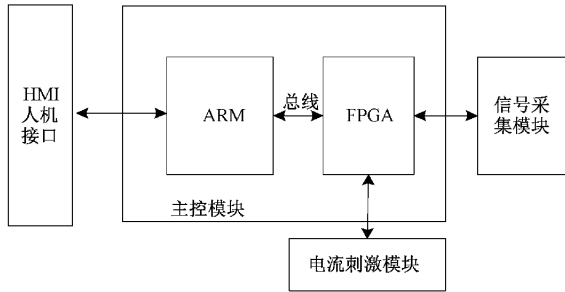 HMI
人机
接口
ARM
总线
FPGA
信号采
集模块
主控模块
电流刺激模块